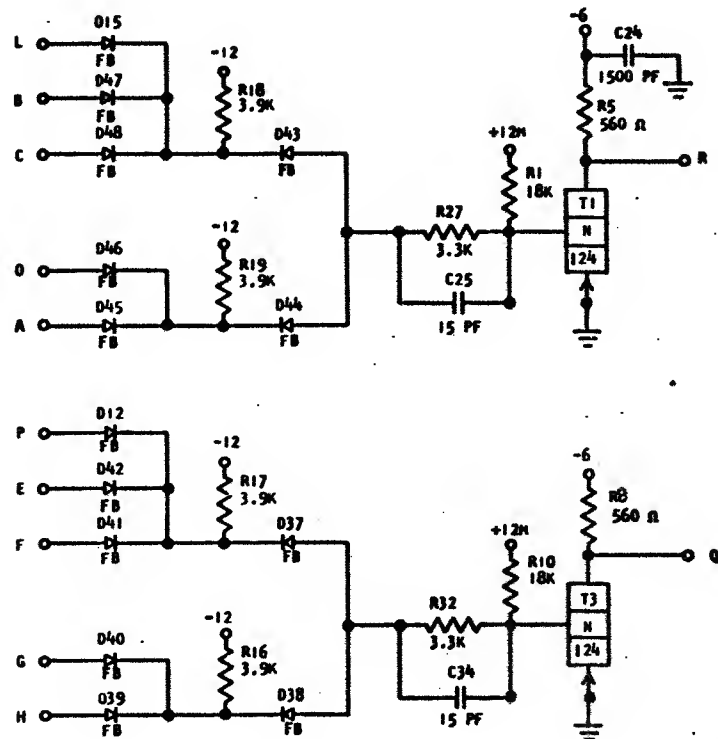 -6
C24
1500 PF
L
D15
FB
-12
R18
3.9K
B
D47
FB
R5
560 Ω
C
D48
FB
D43
FB
+12M
R1
18K
R
T1
N
124
R27
3.3K
C25
15 PF
O
D46
-12
R19
3.9K
A
D45
FB
D44
FB
P
D12
FB
-12
R17
3.9K
E
D42
FB
F
D41
FB
D37
FB
-6
R8
560 Ω
Q
+12M
R10
18K
T3
N
124
R32
3.3K
C34
15 PF
G
D40
-12
R16
3.9K
H
D39
FB
D38
FB